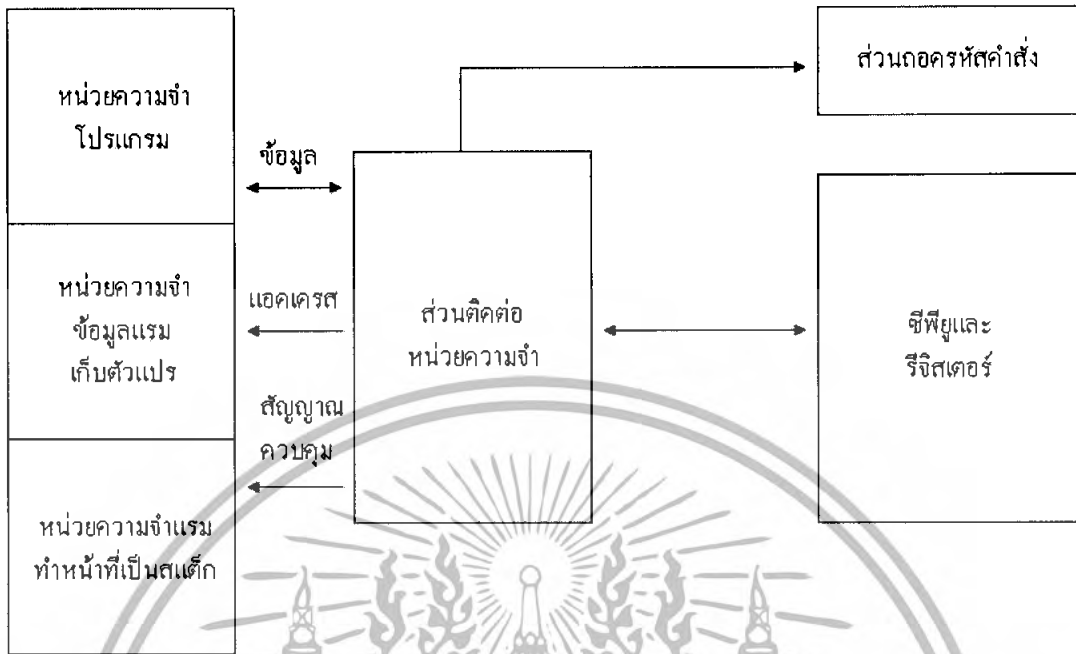 หน่วยความจำ
โปรแกรม
ข้อมูล
หน่วยความจำ
ข้อมูลแรม
เก็บตัวแปร
แอดเดรส
สัญญาณ
ควบคุม
หน่วยความจำแรม
ทำหน้าที่เป็นสแต็ก
ส่วนติดต่อ
หน่วยความจำ
ส่วนถอดรหัสคำสั่ง
ซีพียูและ
รีจิสเตอร์